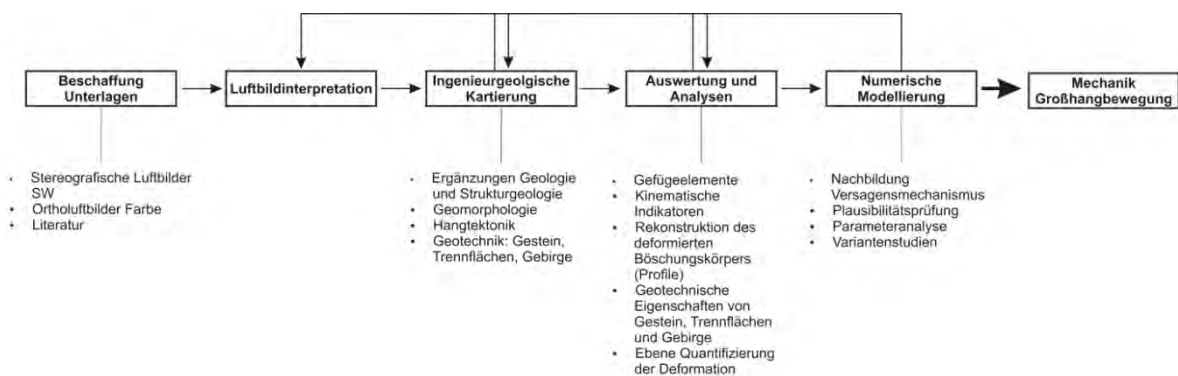 Beschaffung
Unterlagen
Luftbildinterpretation
Ingenieurgeolgische
Kartierung
Auswertung und
Analysen
Numerische
Modellierung
Mechanik
Großhangbewegung
• Stereografische Luftbilder
SW
• Ortholuftbilder Farbe
• Literatur
• Ergänzungen Geologie
und Strukturgeologie
• Geomorphologie
• Hangtektonik
• Geotechnik: Gestein,
Trennflächen, Gebirge
• Gefügeelemente
• Kinematische
Indikatoren
• Rekonstruktion des
deformierten
Böschungskörpers
(Profile)
• Geotechnische
Eigenschaften von
Gestein, Trennflächen
und Gebirge
• Ebene Quantifizierung
der Deformation
• Nachbildung
Versagensmechanismus
• Plausibilitätsprüfung
• Parameteranalyse
• Variantenstudien